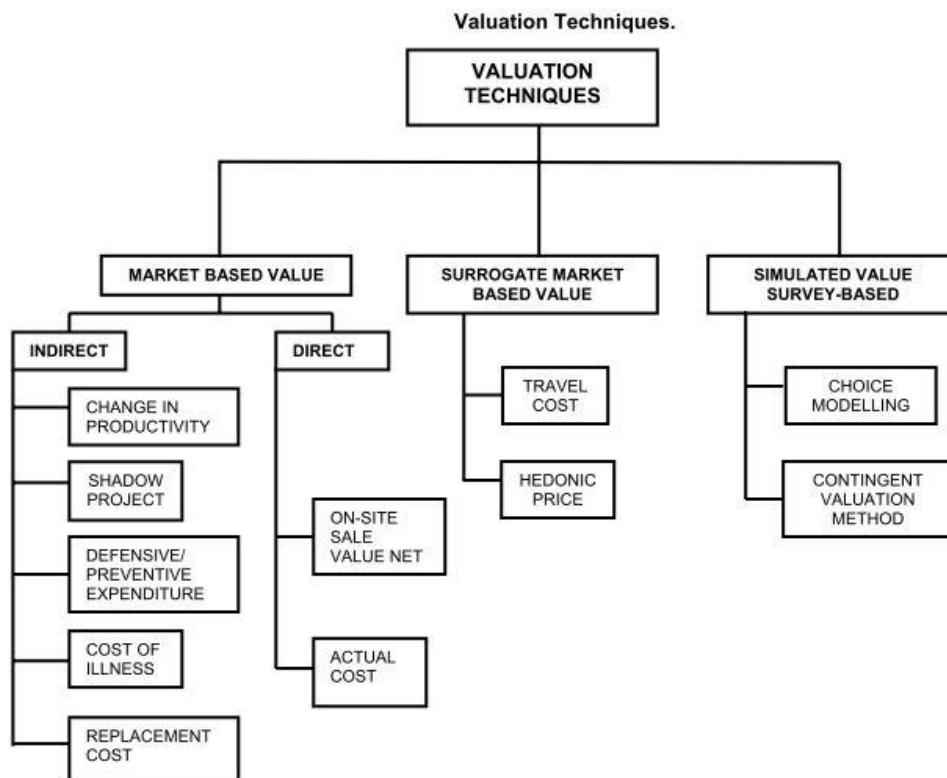 Valuation Techniques.
VALUATION
TECHNIQUES
MARKET BASED VALUE
SURROGATE MARKET
BASED VALUE
SIMULATED VALUE
SURVEY-BASED
INDIRECT
DIRECT
CHANGE IN
PRODUCTIVITY
SHADOW
PROJECT
DEFENSIVE/
PREVENTIVE
EXPENDITURE
COST OF
ILLNESS
REPLACEMENT
COST
ON-SITE
SALE
VALUE NET
ACTUAL
COST
TRAVEL
COST
HEDONIC
PRICE
CHOICE
MODELLING
CONTINGENT
VALUATION
METHOD